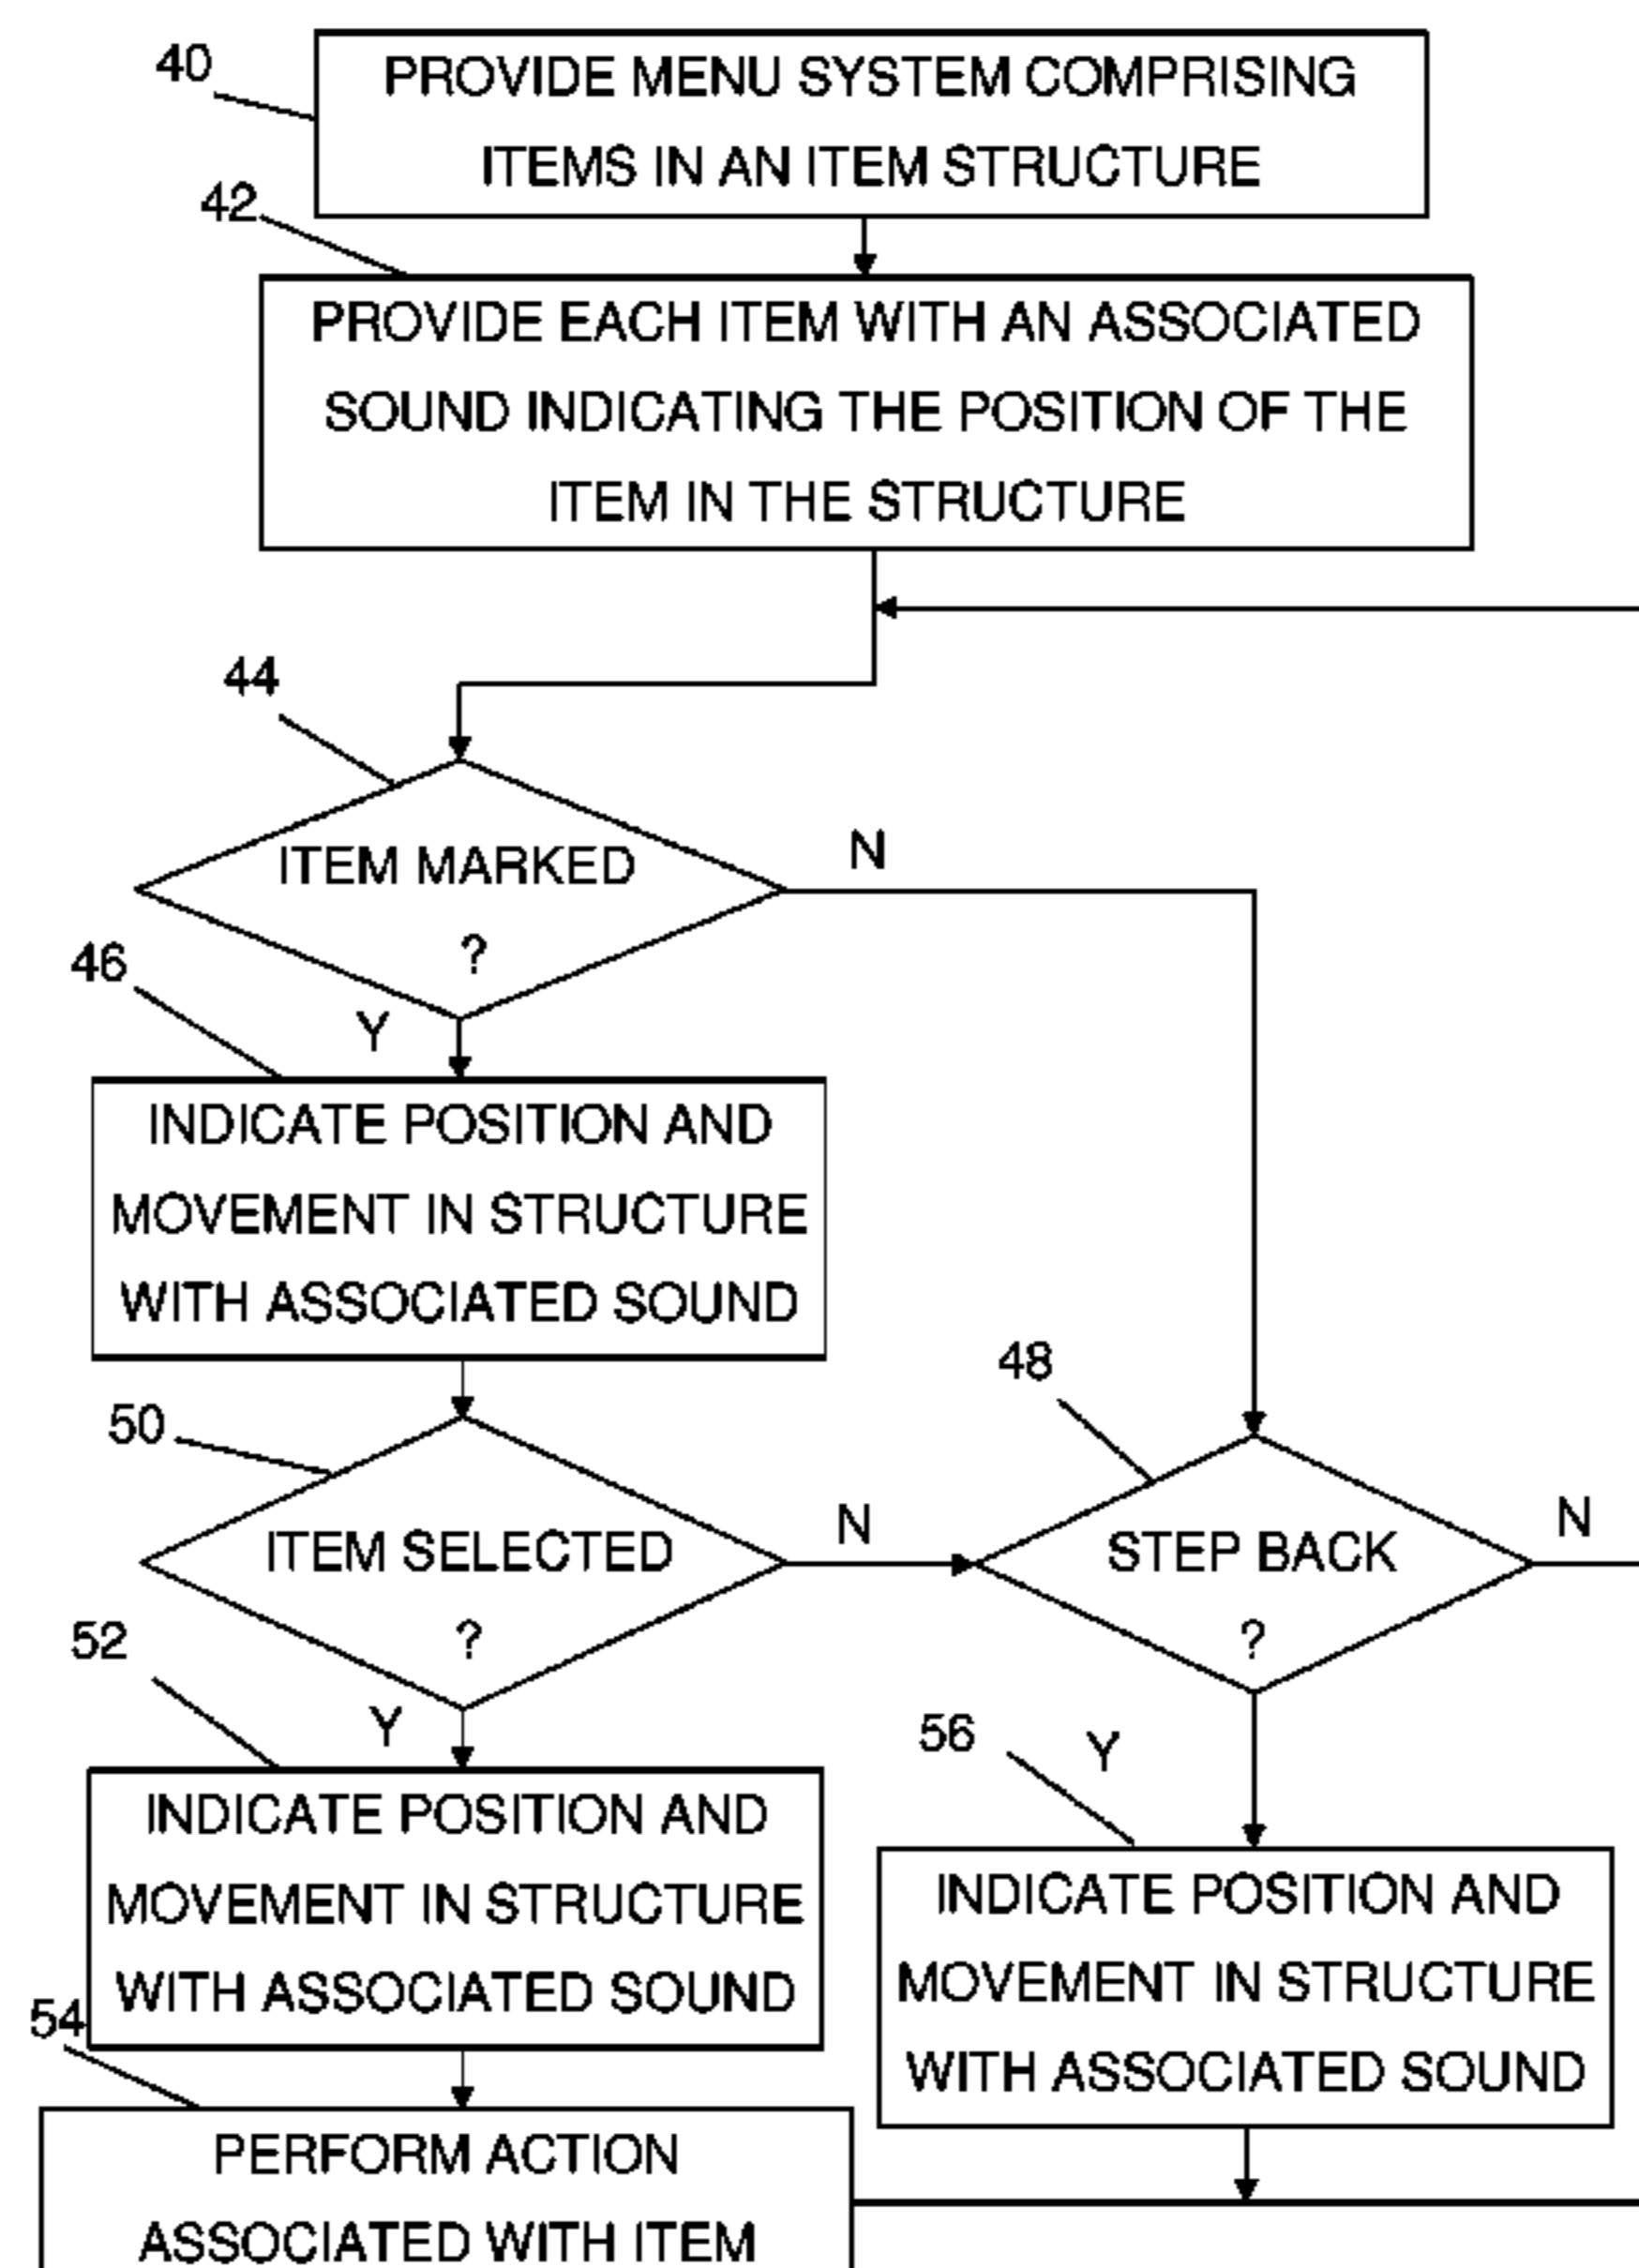 40
PROVIDE MENU SYSTEM COMPRISING
ITEMS IN AN ITEM STRUCTURE
42
PROVIDE EACH ITEM WITH AN ASSOCIATED
SOUND INDICATING THE POSITION OF THE
ITEM IN THE STRUCTURE
44
ITEM MARKED
?
N
Y
46
INDICATE POSITION AND
MOVEMENT IN STRUCTURE
WITH ASSOCIATED SOUND
50
ITEM SELECTED
?
N
Y
48
STEP BACK
?
N
Y
52
INDICATE POSITION AND
MOVEMENT IN STRUCTURE
WITH ASSOCIATED SOUND
56
INDICATE POSITION AND
MOVEMENT IN STRUCTURE
WITH ASSOCIATED SOUND
54
PERFORM ACTION
ASSOCIATED WITH ITEM